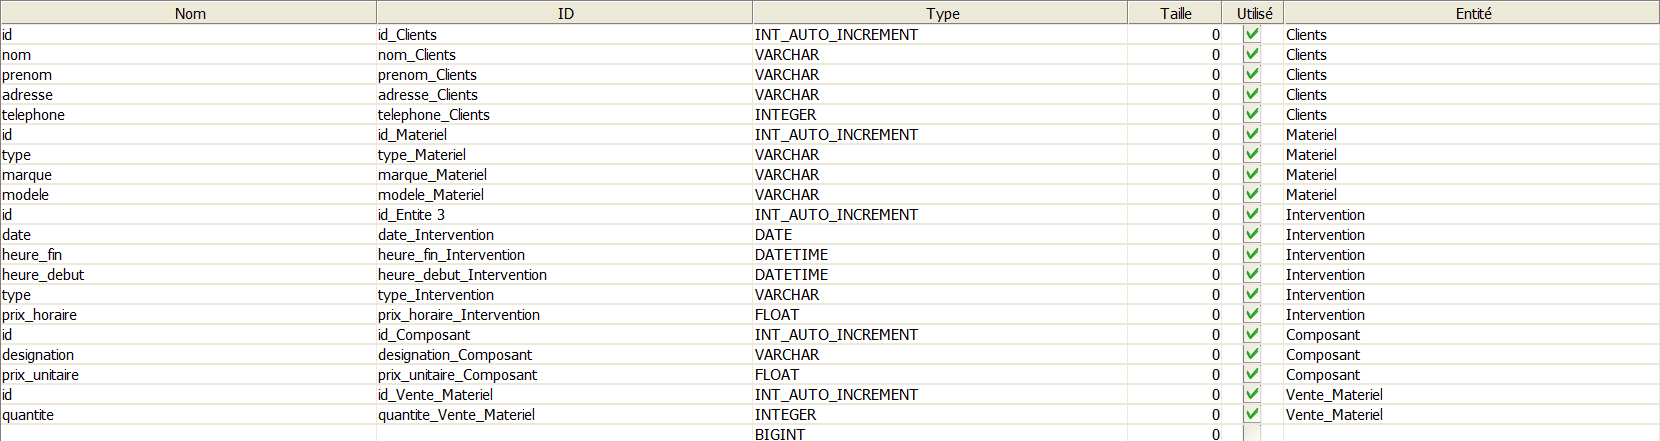 Nom ID Type Taille Utilisé Entité
id id_Clients INT_AUTO_INCREMENT 0 Clients
nom nom_Clients VARCHAR 0 Clients
prenom prenom_Clients VARCHAR 0 Clients
adresse adresse_Clients VARCHAR 0 Clients
telephone telephone_Clients INTEGER 0 Clients
id id_Materiel INT_AUTO_INCREMENT 0 Materiel
type type_Materiel VARCHAR 0 Materiel
marque marque_Materiel VARCHAR 0 Materiel
modele modele_Materiel VARCHAR 0 Materiel
id id_Entite 3 INT_AUTO_INCREMENT 0 Intervention
date date_Intervention DATE 0 Intervention
heure_fin heure_fin_Intervention DATETIME 0 Intervention
heure_debut heure_debut_Intervention DATETIME 0 Intervention
type type_Intervention VARCHAR 0 Intervention
prix_horaire prix_horaire_Intervention FLOAT 0 Intervention
id id_Composant INT_AUTO_INCREMENT 0 Composant
designation designation_Composant VARCHAR 0 Composant
prix_unitaire prix_unitaire_Composant FLOAT 0 Composant
id id_Vente_Materiel INT_AUTO_INCREMENT 0 Vente_Materiel
quantite quantite_Vente_Materiel INTEGER 0 Vente_Materiel
BIGINT 0